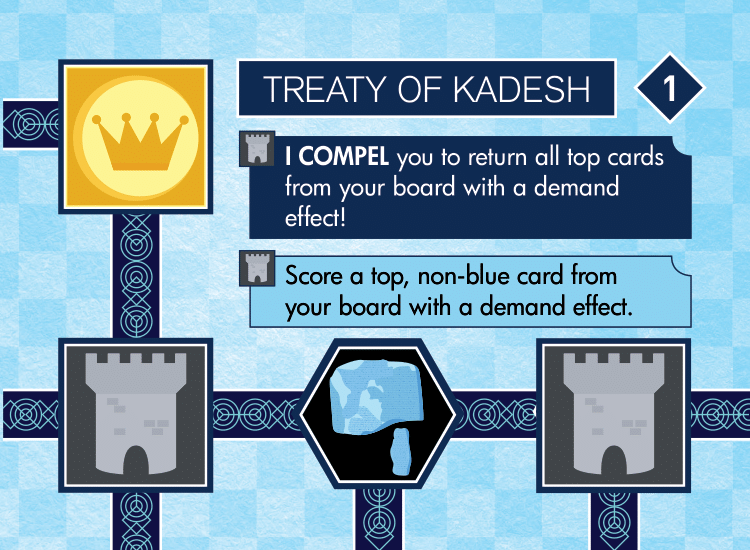 TREATY OF KADESH
1
I COMPEL you to return all top cards
from your board with a demand
effect!
Score a top, non-blue card from
your board with a demand effect.